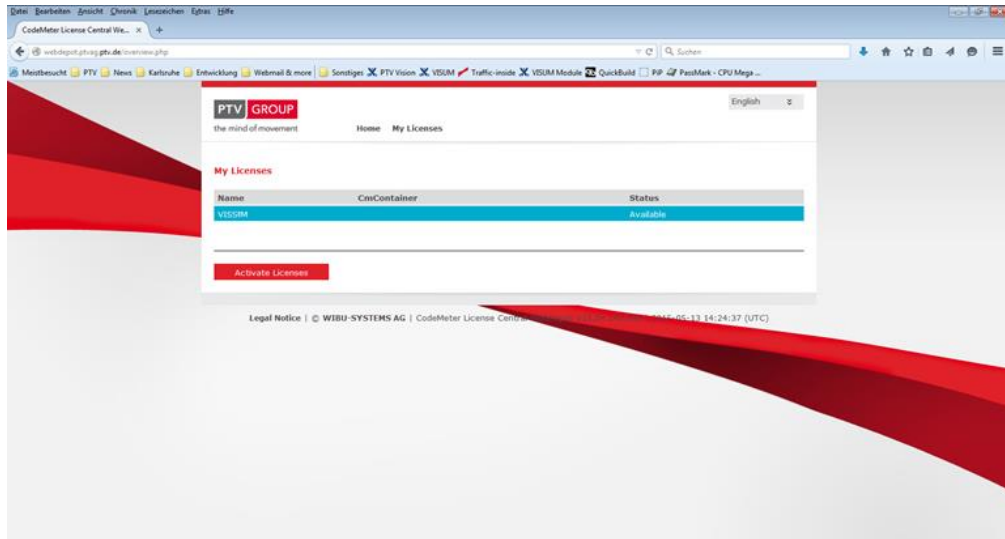 Datei Bearbeiten Ansicht Chronik Lesezeichen Extras Hilfe
CodeMeter License Central We...
webdepot.ptvag.ptv.de/overview.php
Suchen
Meistbesucht PTV News Karlsruhe Entwicklung Webmail & more Sonstiges PTV Vision VISUM Traffic-inside VISUM Module QuickBuild PiP PassMark - CPU Mega ...
PTV GROUP
the mind of movement
Home My Licenses
English
My Licenses
Name CmContainer Status
VISSIM Available
Activate Licenses
Legal Notice | © WIBU-SYSTEMS AG | CodeMeter License Central 14:24:37 (UTC)